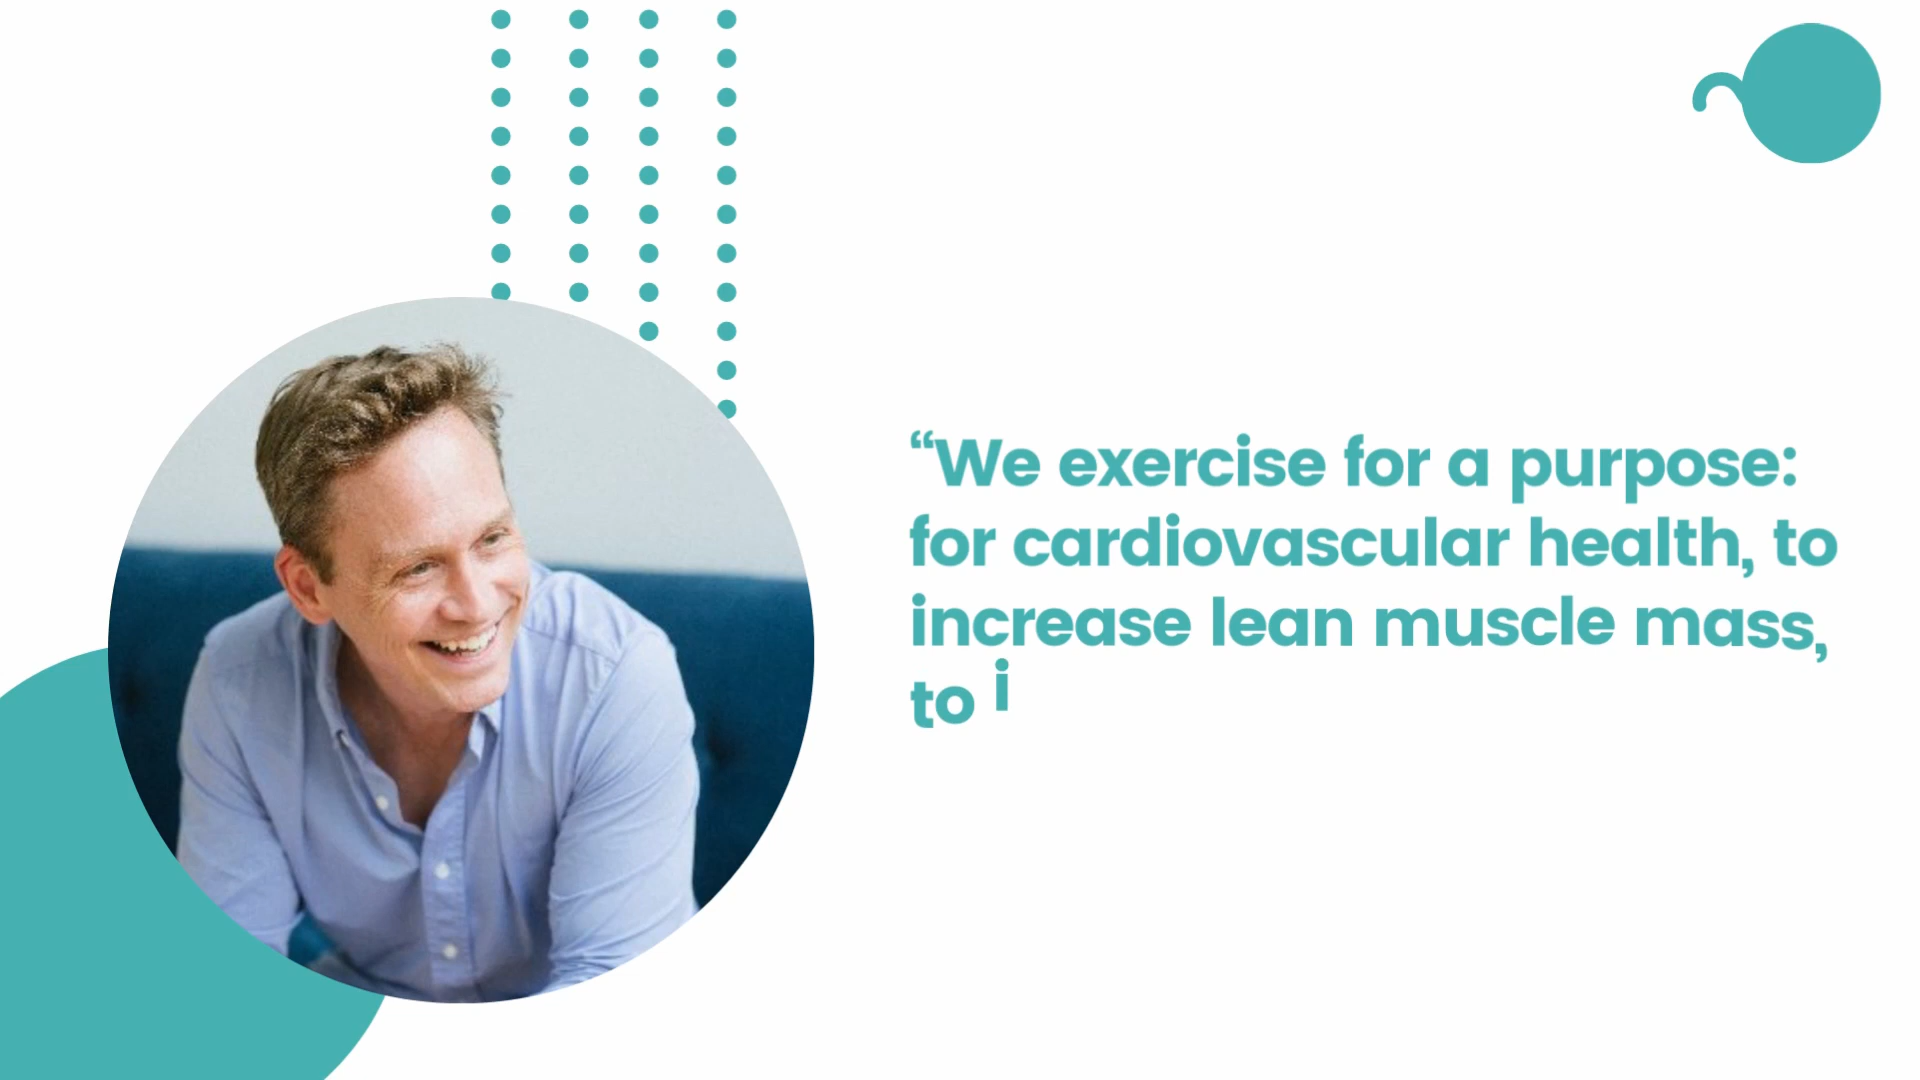 “We exercise for a purpose:
for cardiovascular health, to
increase lean muscle mass,
to i